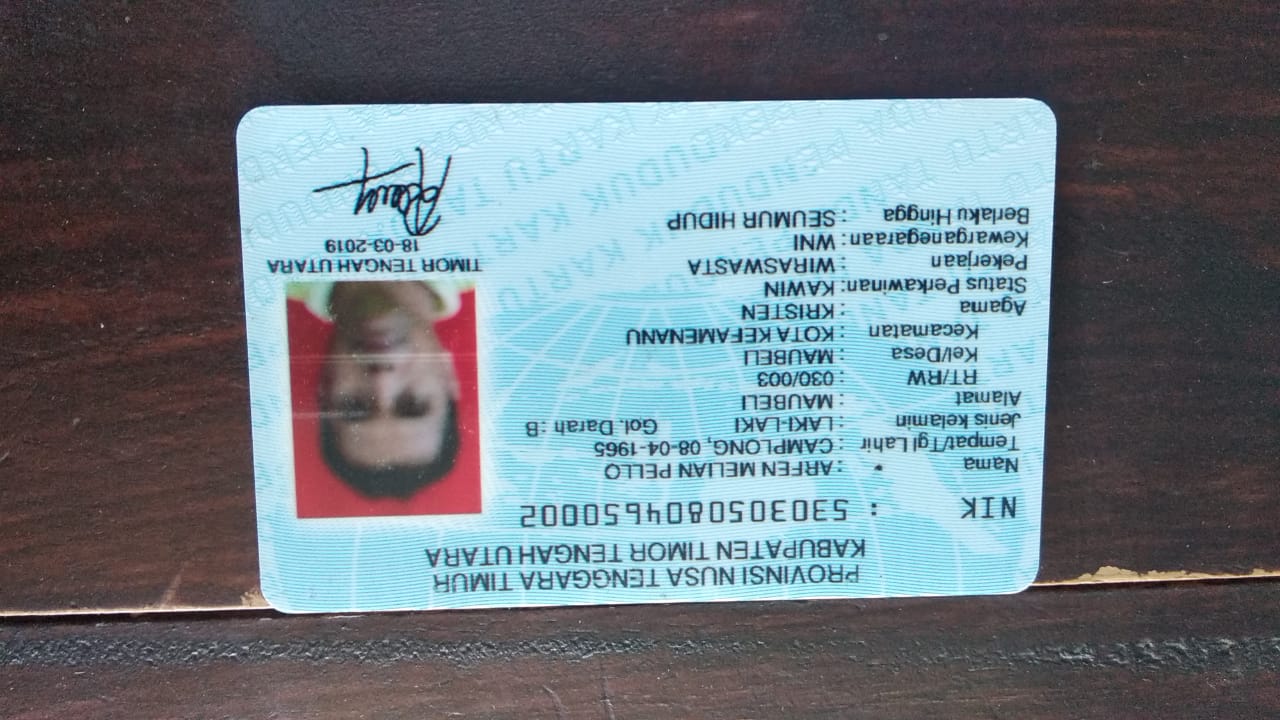 PROVINSI NUSA TENGGARA TIMUR
KABUPATEN TIMOR TENGAH UTARA
NIK : 5303050804650002
Nama : ARFEN MELIAN PELLO
Tempat/Tgl Lahir : CAMPLONG, 08-04-1965
Jenis kelamin : LAKI-LAKI Gol. Darah : B
Alamat : MAUBELI
RT/RW : 030/003
Kel/Desa : MAUBELI
Kecamatan : KOTA KEFAMENANU
Agama : KRISTEN
Status Perkawinan: KAWIN
Pekerjaan : WIRASWASTA
Kewarganegaraan: WNI
Berlaku Hingga : SEUMUR HIDUP
TIMOR TENGAH UTARA
18-03-2019